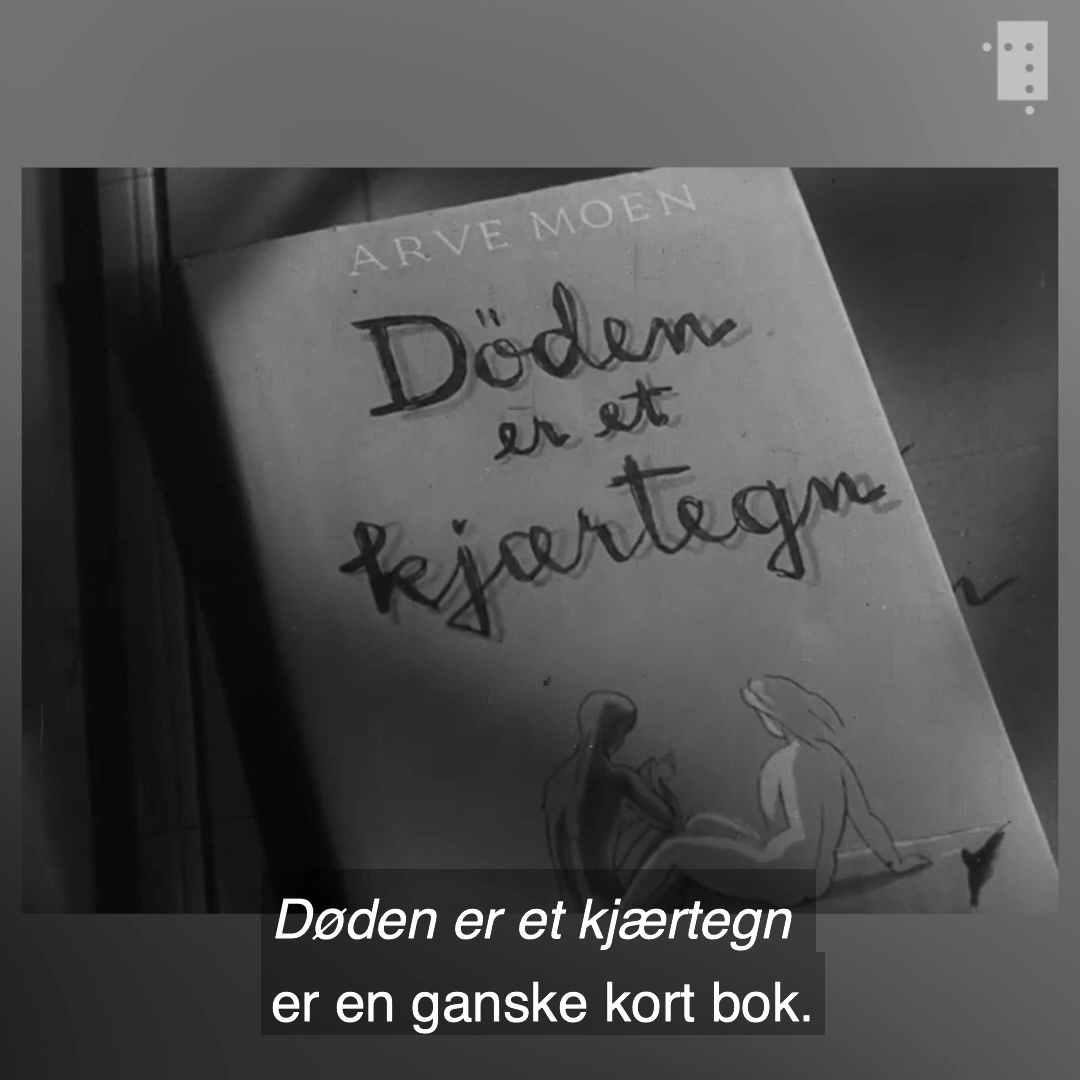 ARVE MOEN
Döden
er et
kjærtegn
Døden er et kjærtegn
er en ganske kort bok.